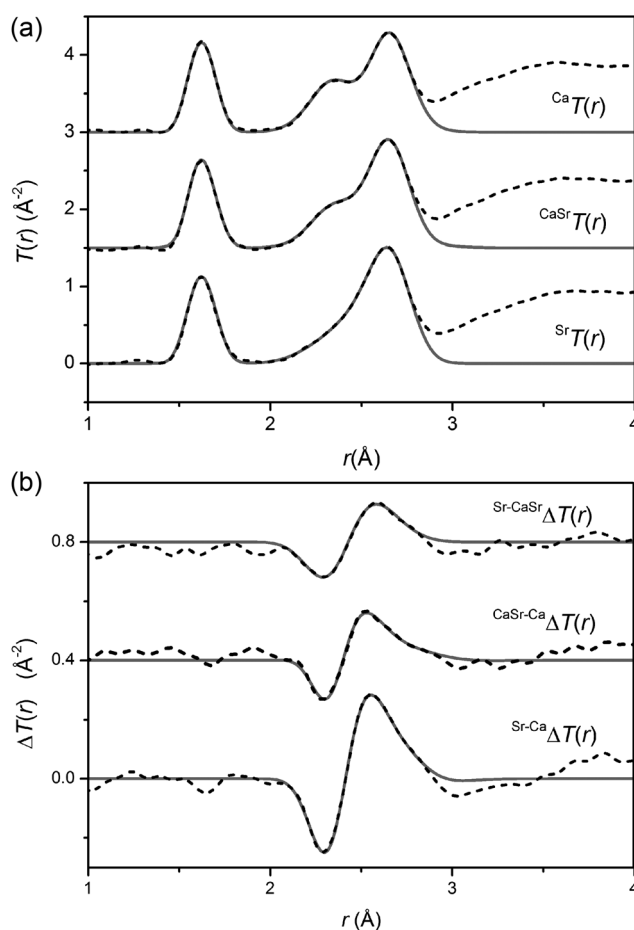 (a)
4
3
2
1
0
T(r) (Å-2)
CaT(r)
CaSrT(r)
SrT(r)
1 2 3 4
r(Å)
(b)
0.8
0.4
0.0
ΔT(r) (Å-2)
Sr-CaSrΔT(r)
CaSr-CaΔT(r)
Sr-CaΔT(r)
1 2 3 4
r (Å)